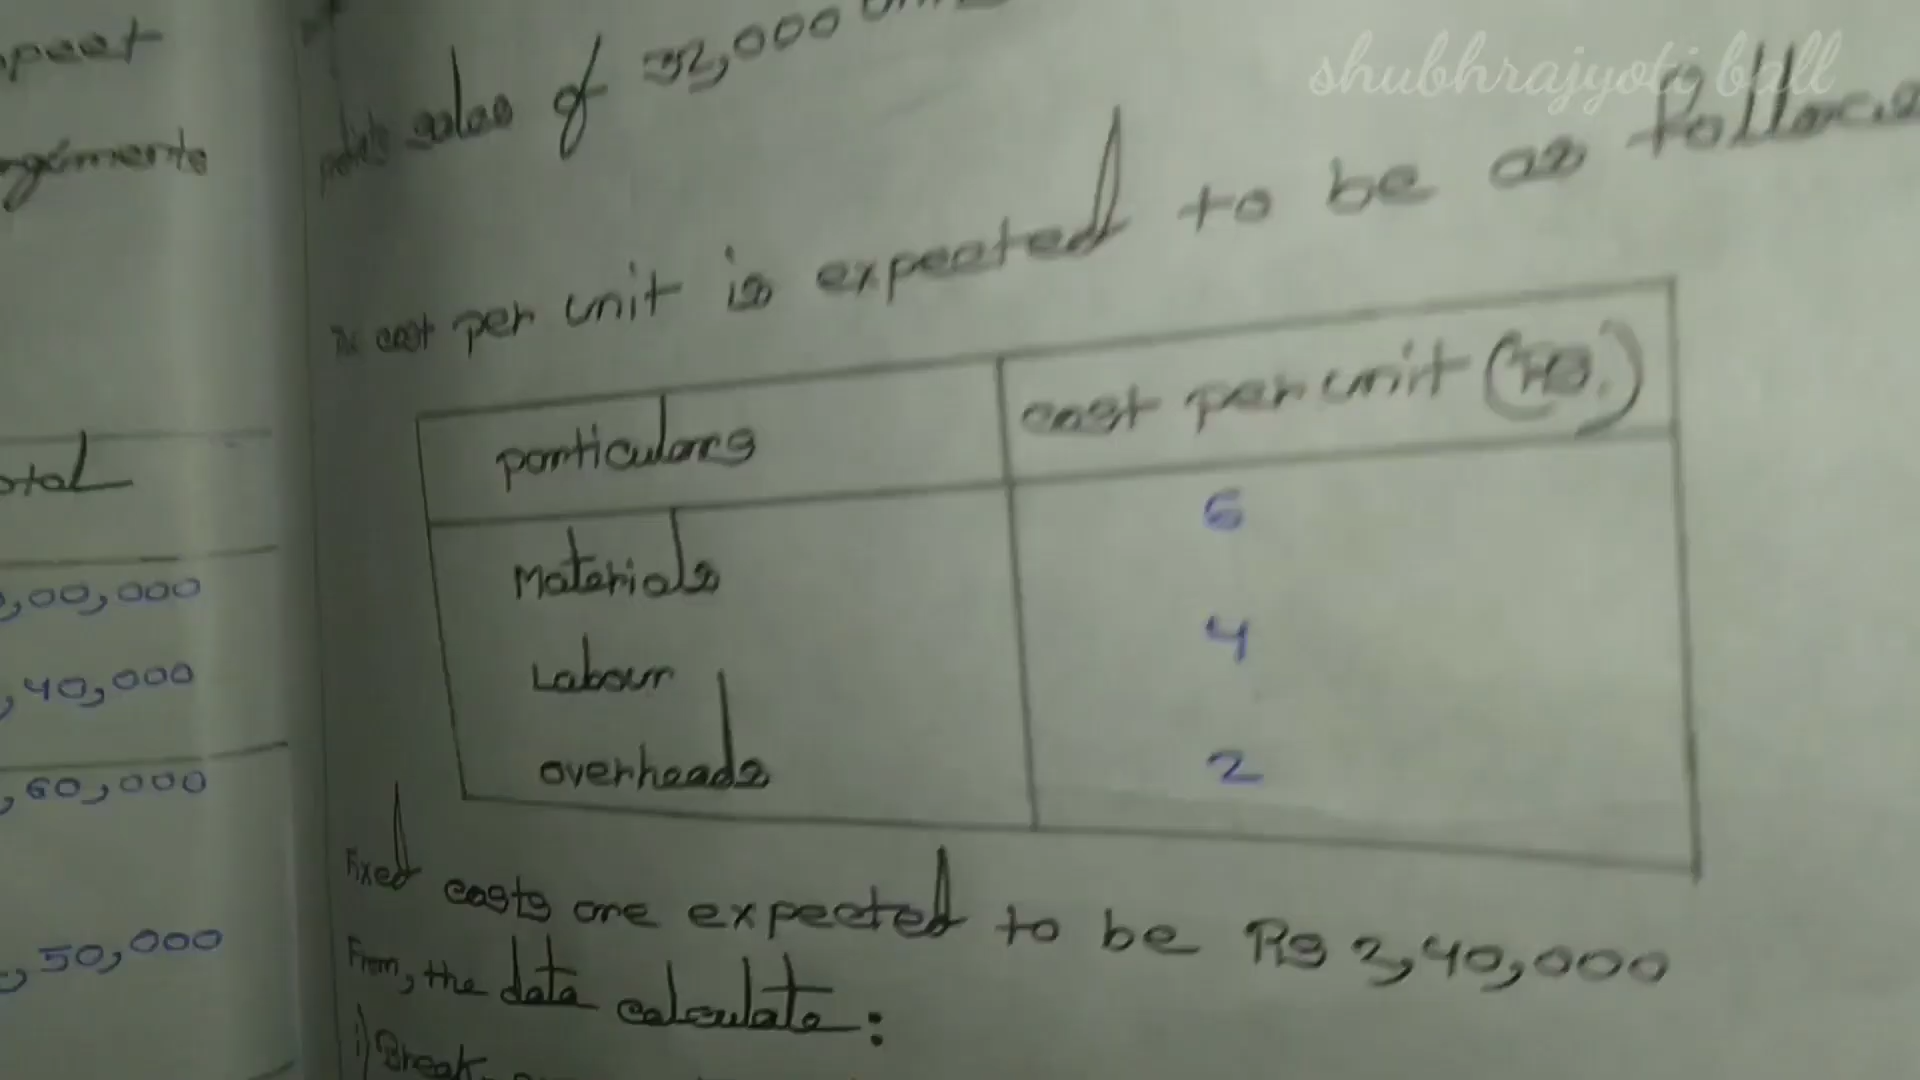 shubhrajyoti ball
sales of 32,000
cost per unit is expected to be as follows
particulars
cost per unit (Rs.)
Materials
6
Labour
4
overheads
2
Fixed costs are expected to be Rs 2,40,000
From, the data calculate:
i) Break
,00,000
,40,000
,60,000
,50,000